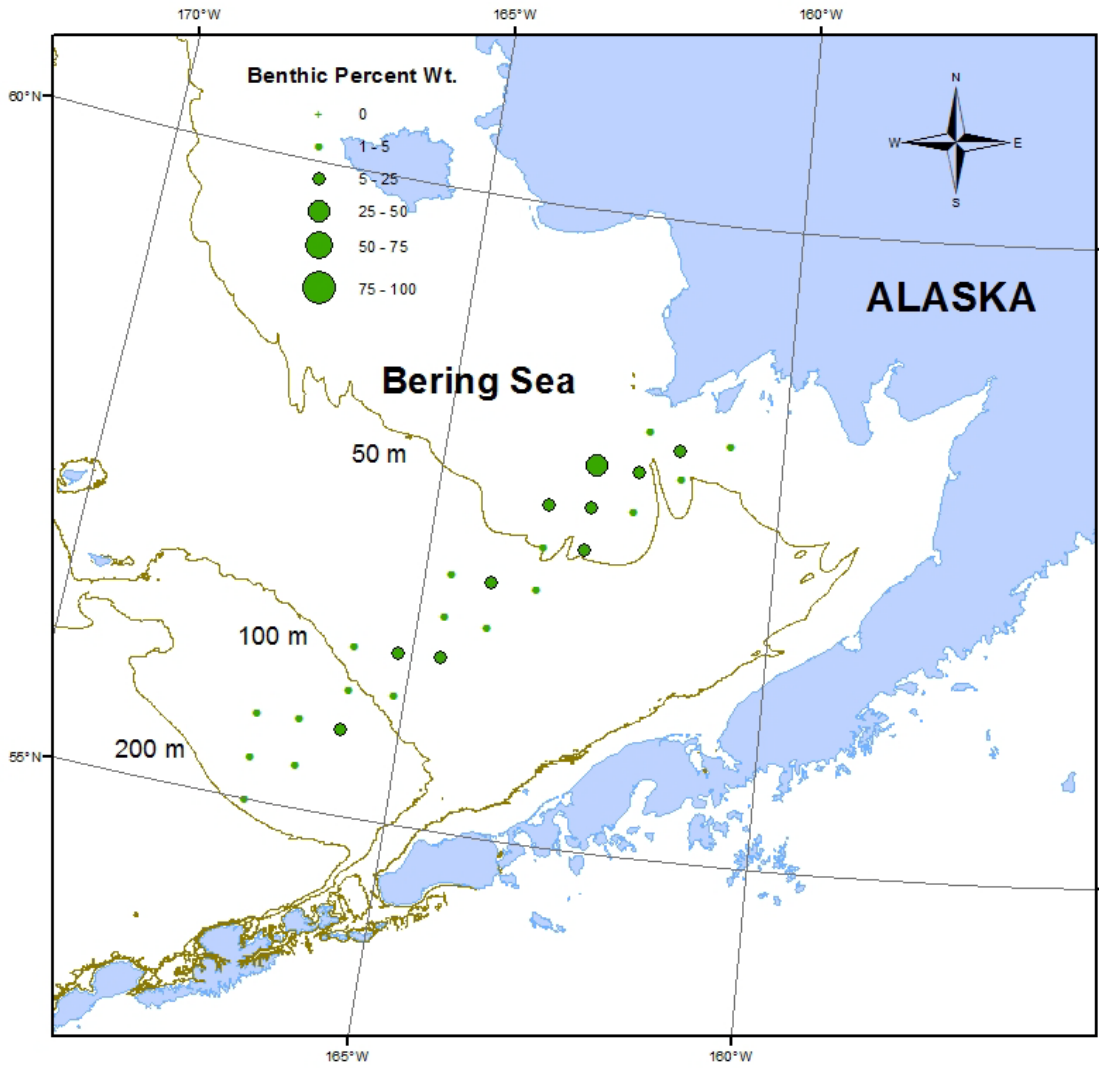 170°W
165°W
160°W
Benthic Percent Wt.
N
60°N
0
W
E
1 - 5
5 - 25
S
25 - 50
50 - 75
75 - 100
ALASKA
Bering Sea
50 m
100 m
200 m
55°N
165°W
160°W